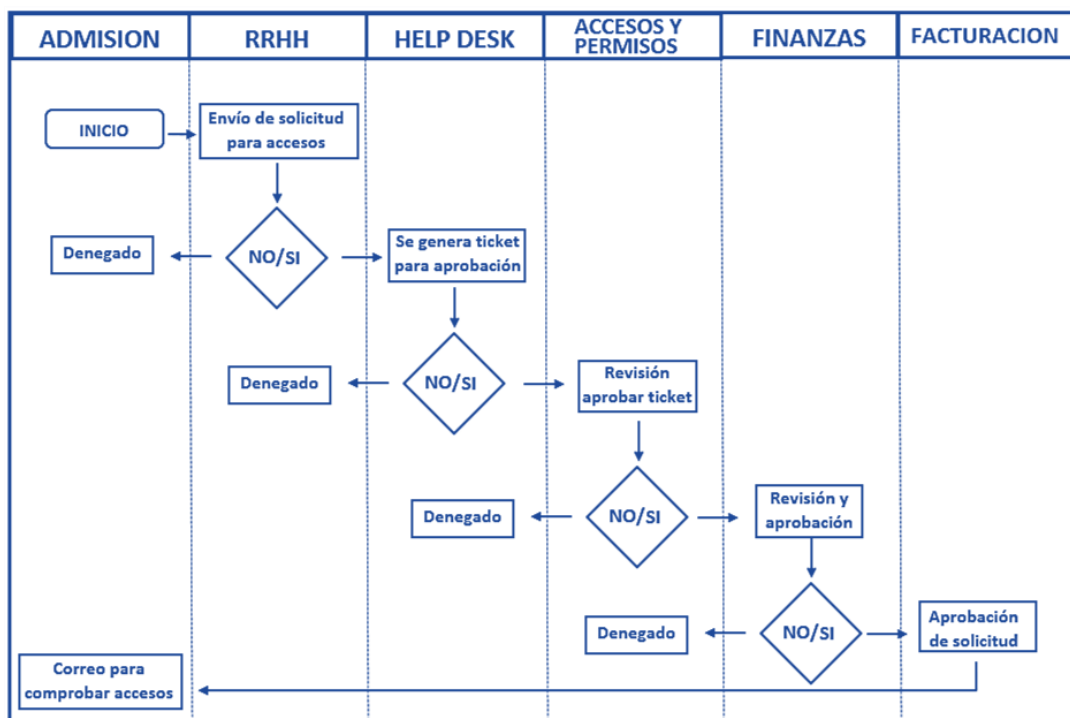 ADMISION
RRHH
HELP DESK
ACCESOS Y
PERMISOS
FINANZAS
FACTURACION
INICIO
Envío de solicitud
para accesos
Denegado
NO/SI
Se genera ticket
para aprobación
Denegado
NO/SI
Revisión
aprobar ticket
Denegado
NO/SI
Revisión y
aprobación
Denegado
NO/SI
Aprobación
de solicitud
Correo para
comprobar accesos